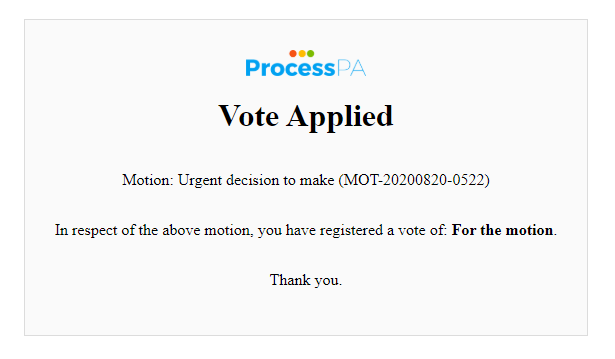 ProcessPA
Vote Applied
Motion: Urgent decision to make (MOT-20200820-0522)
In respect of the above motion, you have registered a vote of: For the motion.
Thank you.